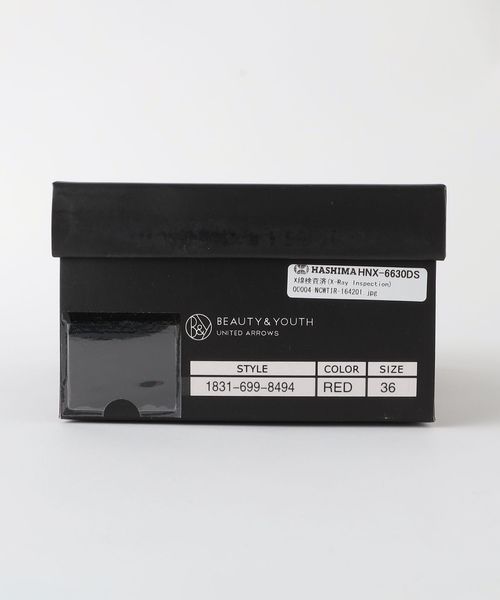 HASHIMA HNX-6630DS
X線検査済(X-Ray Inspection)
00004 NCWTIR-164201.jpg
B&Y BEAUTY & YOUTH
UNITED ARROWS
STYLE COLOR SIZE
1831-699-8494 RED 36